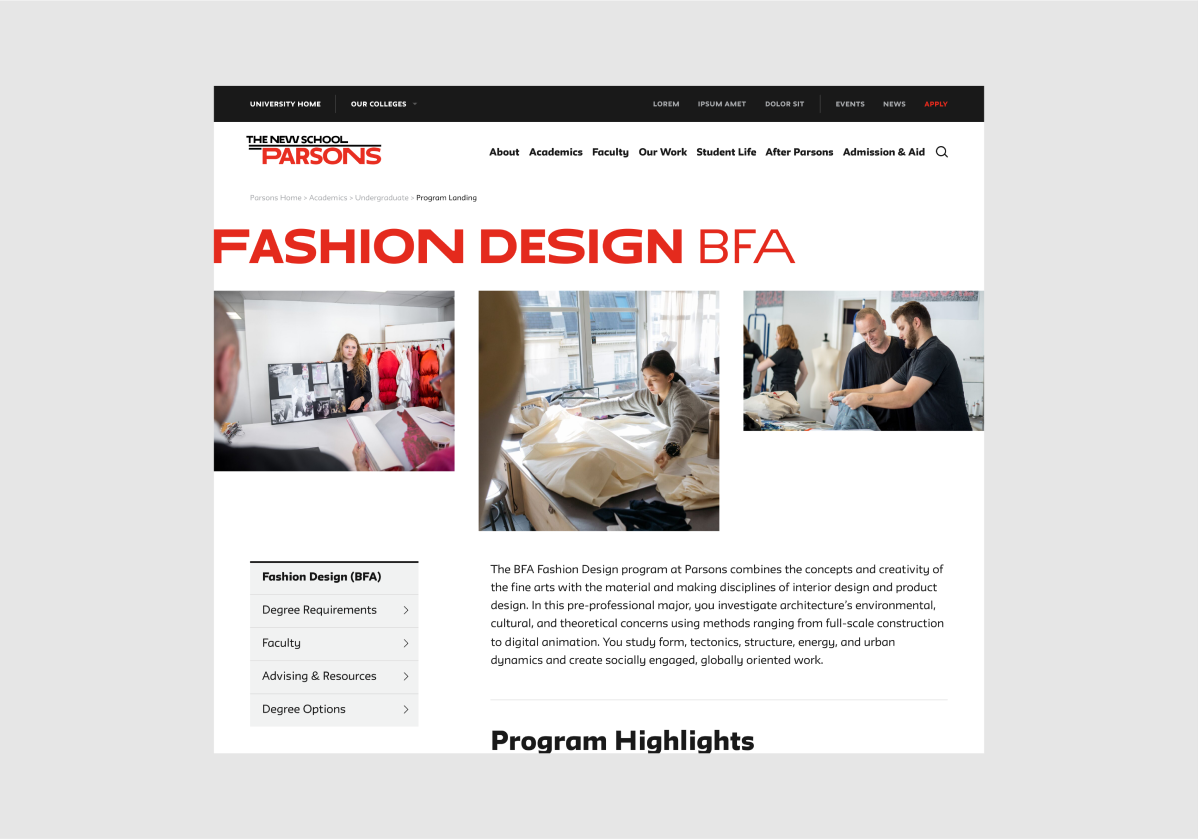 UNIVERSITY HOME
OUR COLLEGES
LOREM
IPSUM AMET
DOLOR SIT
EVENTS
NEWS
APPLY
THE NEW SCHOOL
PARSONS
About
Academics
Faculty
Our Work
Student Life
After Parsons
Admission & Aid
Parsons Home > Academics > Undergraduate > Program Landing
FASHION DESIGN BFA
Fashion Design (BFA)
Degree Requirements
Faculty
Advising & Resources
Degree Options
The BFA Fashion Design program at Parsons combines the concepts and creativity of
the fine arts with the material and making disciplines of interior design and product
design. In this pre-professional major, you investigate architecture's environmental,
cultural, and theoretical concerns using methods ranging from full-scale construction
to digital animation. You study form, tectonics, structure, energy, and urban
dynamics and create socially engaged, globally oriented work.
Program Highlights